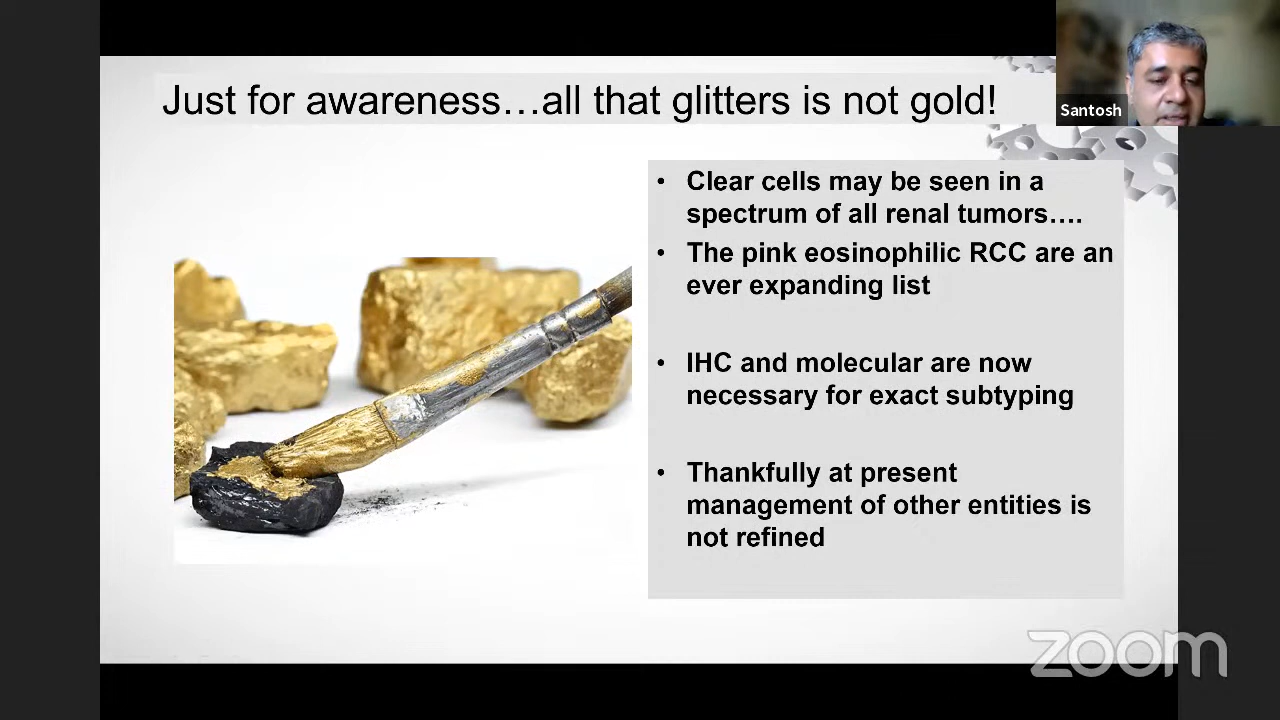 Just for awareness…all that glitters is not gold!
Santosh
• Clear cells may be seen in a
spectrum of all renal tumors….
• The pink eosinophilic RCC are an
ever expanding list
• IHC and molecular are now
necessary for exact subtyping
• Thankfully at present
management of other entities is
not refined
zoom